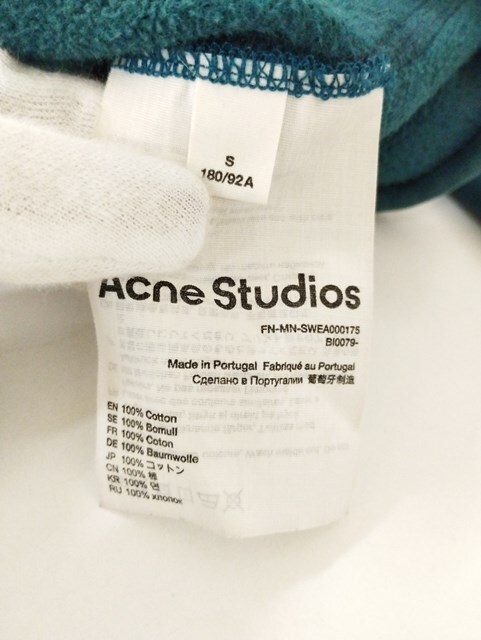 S
180/92A
Acne Studios
FN-MN-SWEA000175
BI0079-
Made in Portugal Fabriqué au Portugal
Сделано в Португалии 葡萄牙制造
EN 100% Cotton
SE 100% Bomull
FR 100% Coton
DE 100% Baumwolle
JP 100% コットン
CN 100% 棉
KR 100% 면
RU 100% хлопок